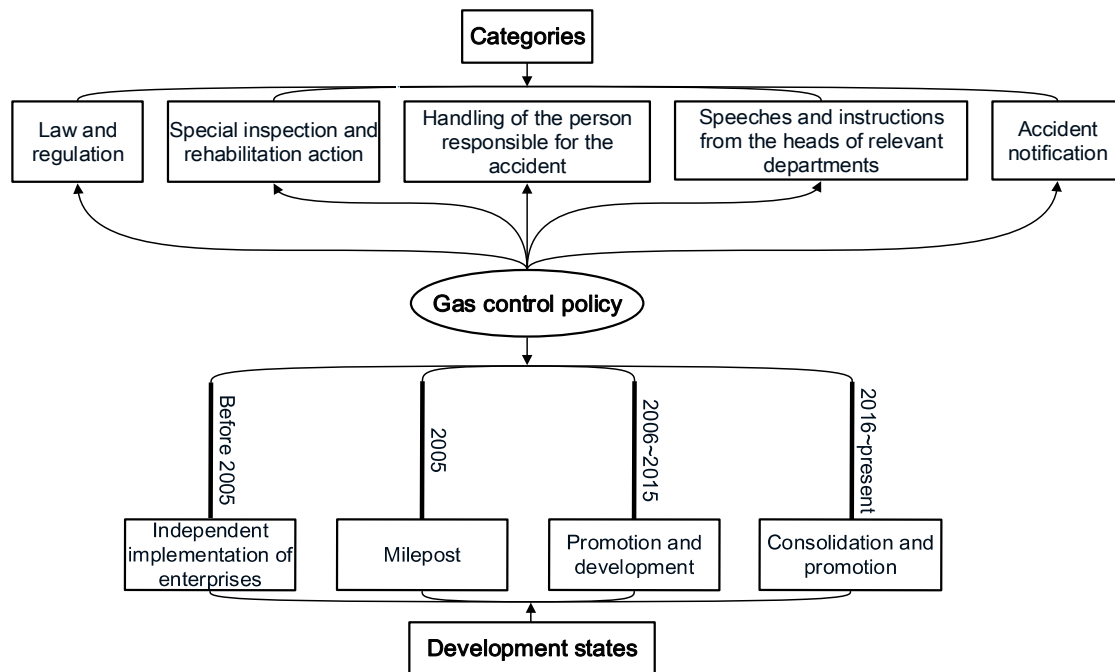 Categories
Law and
regulation
Special inspection and
rehabilitation action
Handling of the person
responsible for the
accident
Speeches and instructions
from the heads of relevant
departments
Accident
notification
Gas control policy
Before 2005
2005
2006~2015
2016~present
Independent
implementation of
enterprises
Milepost
Promotion and
development
Consolidation and
promotion
Development states